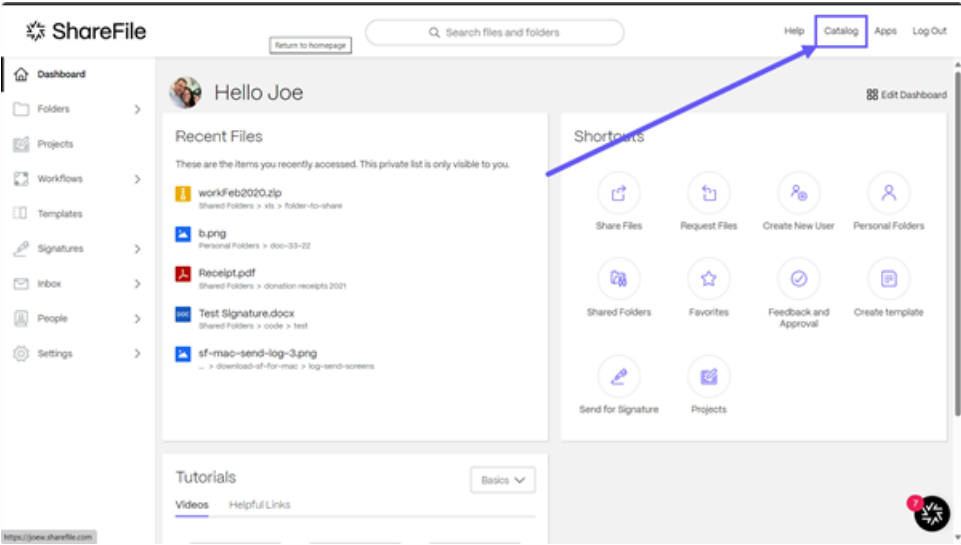 ShareFile
Return to homepage
Search files and folders
Help
Catalog
Apps
Log Out
Dashboard
Folders
Projects
Workflows
Templates
Signatures
Inbox
People
Settings
Hello Joe
Edit Dashboard
Recent Files
These are the items you recently accessed. This private list is only visible to you.
workFeb2020.zip
Shared Folders > xls > folder-to-share
b.png
Personal Folders > doc-33-22
Receipt.pdf
Shared Folders > donation receipts 2021
DOC
Test Signature.docx
Shared Folders > code > test
sf-mac-send-log-3.png
... > download-sf-for-mac > log-send-screens
Shortcuts
Share Files
Request Files
Create New User
Personal Folders
Shared Folders
Favorites
Feedback and
Approval
Create template
Send for Signature
Projects
Tutorials
Basics
Videos
Helpful Links
7
https://joew.sharefile.com